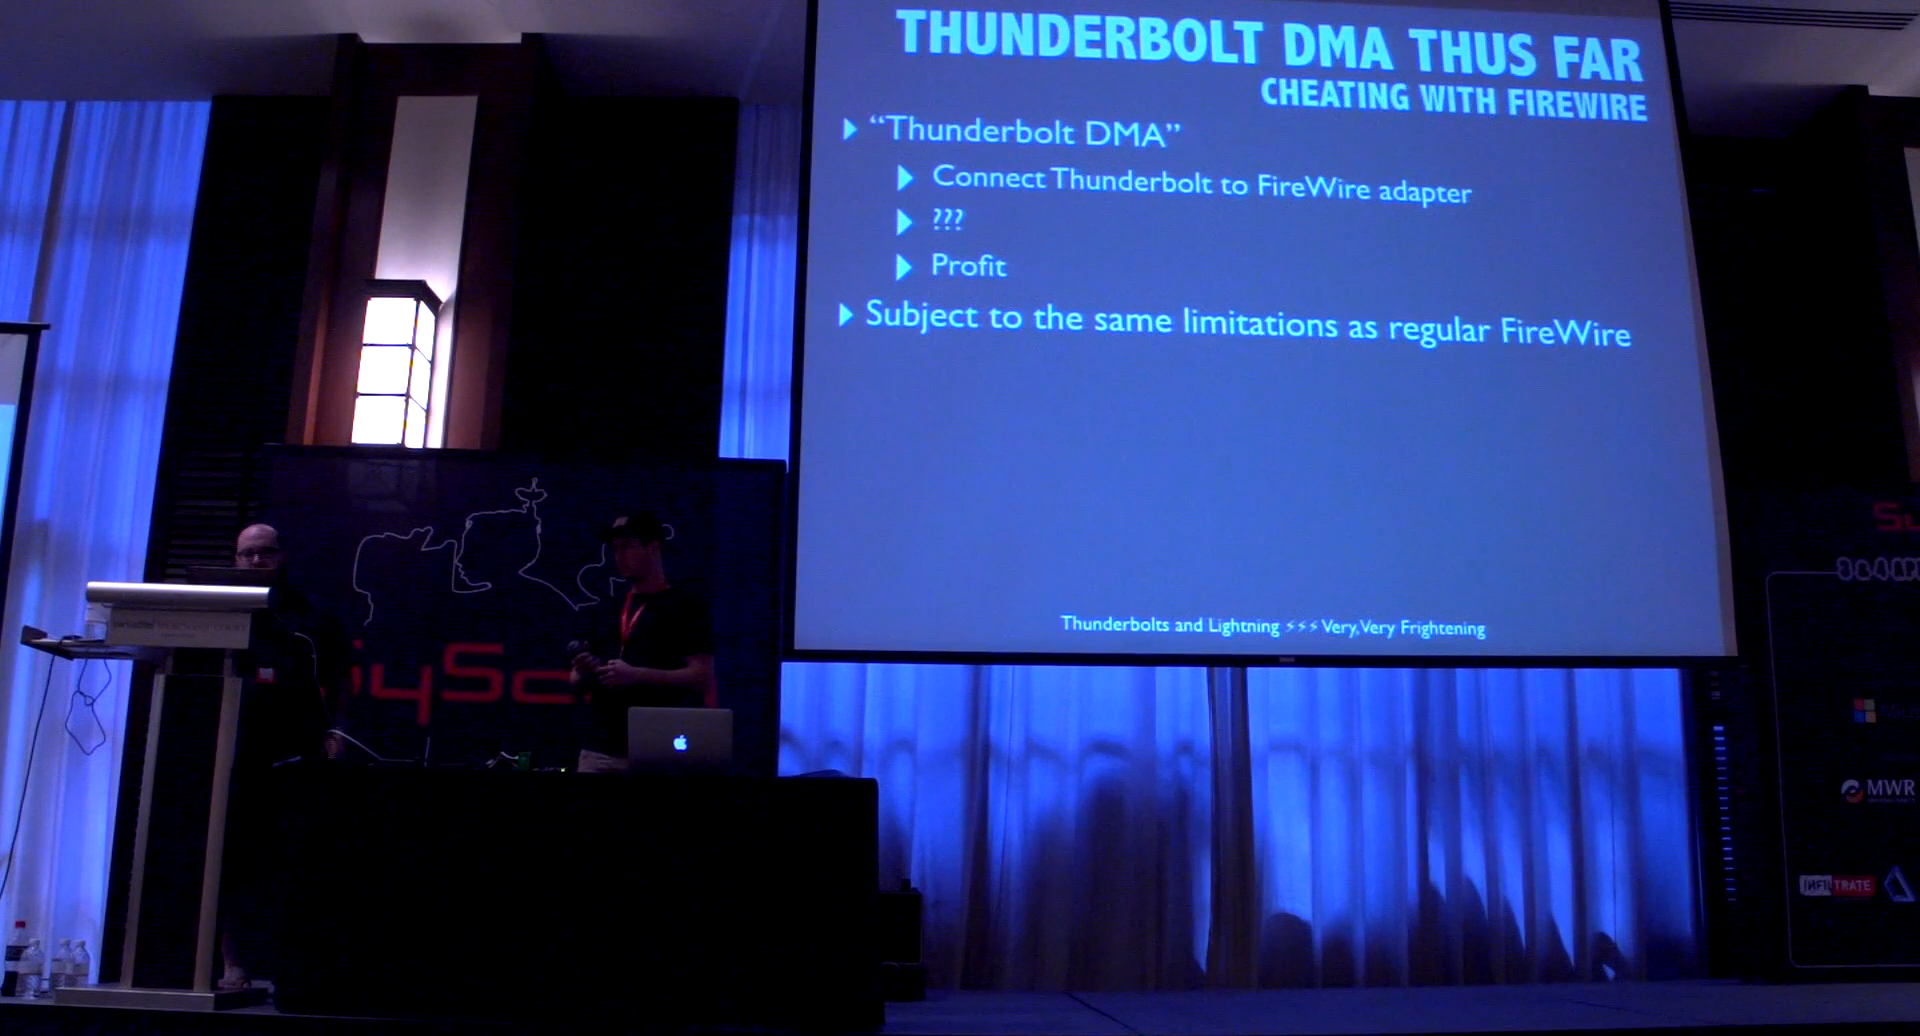 THUNDERBOLT DMA THUS FAR
CHEATING WITH FIREWIRE
“Thunderbolt DMA”
Connect Thunderbolt to FireWire adapter
???
Profit
Subject to the same limitations as regular FireWire
Thunderbolts and Lightning ⚡⚡⚡ Very, Very Frightening
MWR
INFILTRATE